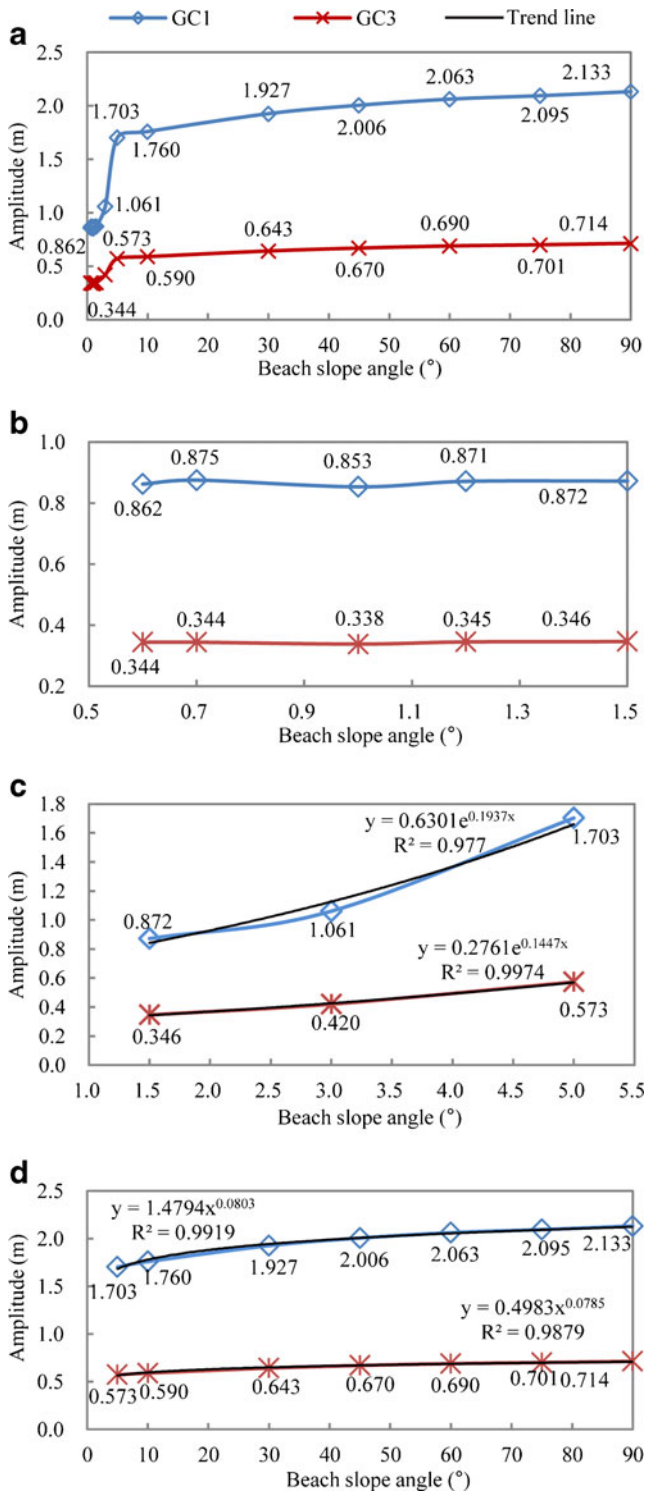 GC1 GC3 Trend line
a
2.5
2.0
1.5
1.0
0.5
0.0
Amplitude (m)
1.703 1.927 2.063 2.133
1.760 2.006 2.095
1.061
0.862 0.573 0.643 0.690 0.714
0.590 0.670 0.701
0.344
0 10 20 30 40 50 60 70 80 90
Beach slope angle (°)
b
1.0
0.8
0.6
0.4
0.2
Amplitude (m)
0.875 0.853 0.871
0.862 0.872
0.344 0.338 0.345 0.346
0.344
0.5 0.7 0.9 1.1 1.3 1.5
Beach slope angle (°)
c
1.8
1.6
1.4
1.2
1.0
0.8
0.6
0.4
0.2
0.0
Amplitude (m)
y = 0.6301e^0.1937x
R² = 0.977
1.703
0.872
1.061
y = 0.2761e^0.1447x
R² = 0.9974
0.346 0.420 0.573
1.0 1.5 2.0 2.5 3.0 3.5 4.0 4.5 5.0 5.5
Beach slope angle (°)
d
2.5
2.0
1.5
1.0
0.5
0.0
Amplitude (m)
y = 1.4794x^0.0803
R² = 0.9919
1.703 1.760 1.927 2.006 2.063 2.095 2.133
y = 0.4983x^0.0785
R² = 0.9879
0.573 0.590 0.643 0.670 0.690 0.701 0.714
0 10 20 30 40 50 60 70 80 90
Beach slope angle (°)